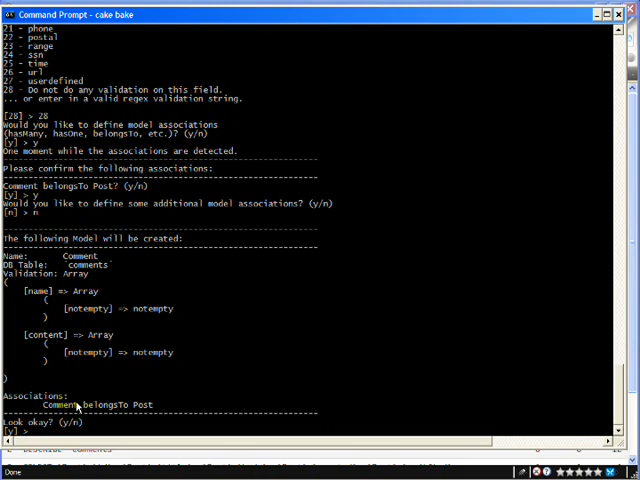 Command Prompt - cake bake
21 - phone
22 - postal
23 - range
24 - ssn
25 - time
26 - url
27 - userdefined
28 - Do not do any validation on this field.
... or enter in a valid regex validation string.
[28] > 28
Would you like to define model associations
(hasMany, hasOne, belongsTo, etc.)? (y/n)
[y] > y
One moment while the associations are detected.
Please confirm the following associations:
Comment belongsTo Post? (y/n)
[y] > y
Would you like to define some additional model associations? (y/n)
[n] > n
The following Model will be created:
Name: Comment
DB Table: `comments`
Validation: Array
(
[name] => Array
(
[notempty] => notempty
)
[content] => Array
(
[notempty] => notempty
)
)
Associations:
Comment belongsTo Post
Look okay? (y/n)
[y] >
Done